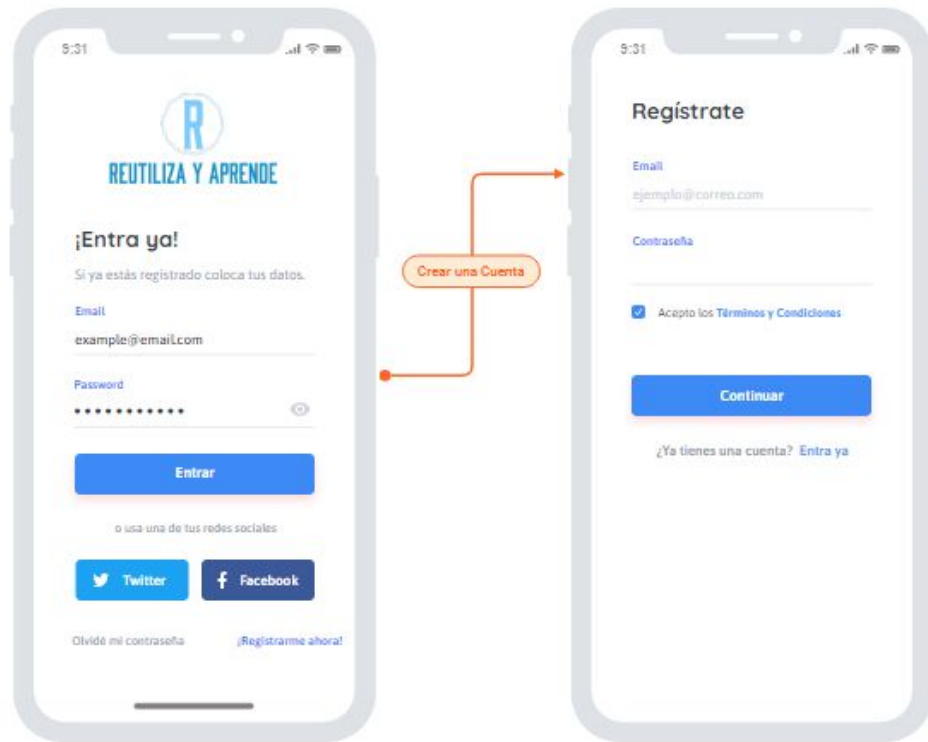 9:31
R
REUTILIZA Y APRENDE
¡Entra ya!
Si ya estás registrado coloca tus datos.
Email
example@email.com
Password
Entrar
o usa una de tus redes sociales
Twitter
Facebook
Olvidé mi contraseña
¡Registrarme ahora!
Crear una Cuenta
9:31
Regístrate
Email
ejemplo@correo.com
Contraseña
Acepto los Términos y Condiciones
Continuar
¿Ya tienes una cuenta? Entra ya